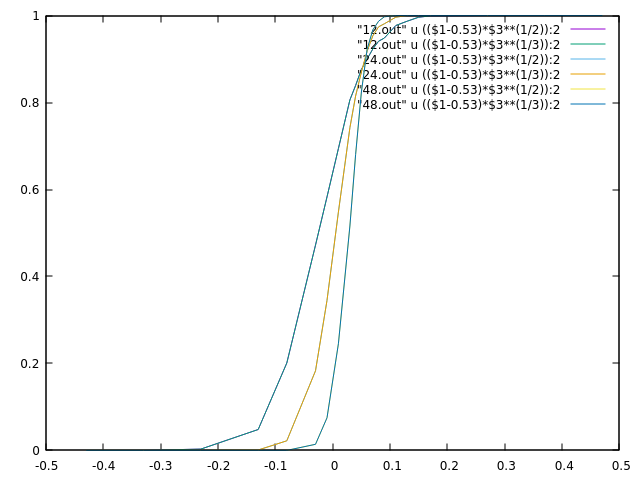 1
0.8
0.6
0.4
0.2
0
-0.5
-0.4
-0.3
-0.2
-0.1
0
0.1
0.2
0.3
0.4
0.5
"12.out" u (($1-0.53)*$3**(1/2)):2
"12.out" u (($1-0.53)*$3**(1/3)):2
"24.out" u (($1-0.53)*$3**(1/2)):2
"24.out" u (($1-0.53)*$3**(1/3)):2
"48.out" u (($1-0.53)*$3**(1/2)):2
"48.out" u (($1-0.53)*$3**(1/3)):2